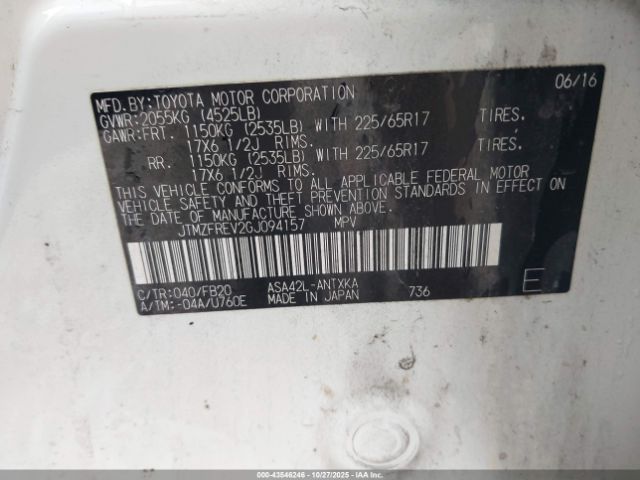 MFD. BY: TOYOTA MOTOR CORPORATION 06/16
GVWR: 2055KG (4525LB)
GAWR: FRT. 1150KG (2535LB) WITH 225/65R17 TIRES.
17X6 1/2J RIMS.
RR. 1150KG (2535LB) WITH 225/65R17 TIRES.
17X6 1/2J RIMS.
THIS VEHICLE CONFORMS TO ALL APPLICABLE FEDERAL MOTOR
VEHICLE SAFETY AND THEFT PREVENTION STANDARDS IN EFFECT ON
THE DATE OF MANUFACTURE SHOWN ABOVE.
JTMZFREV2GJ094157 MPV
C/TR: 040/FB20 ASA42L-ANTXKA
A/TM: -04A/U760E MADE IN JAPAN 736 E
000-43546246 - 10/27/2025 - IAAI.COM